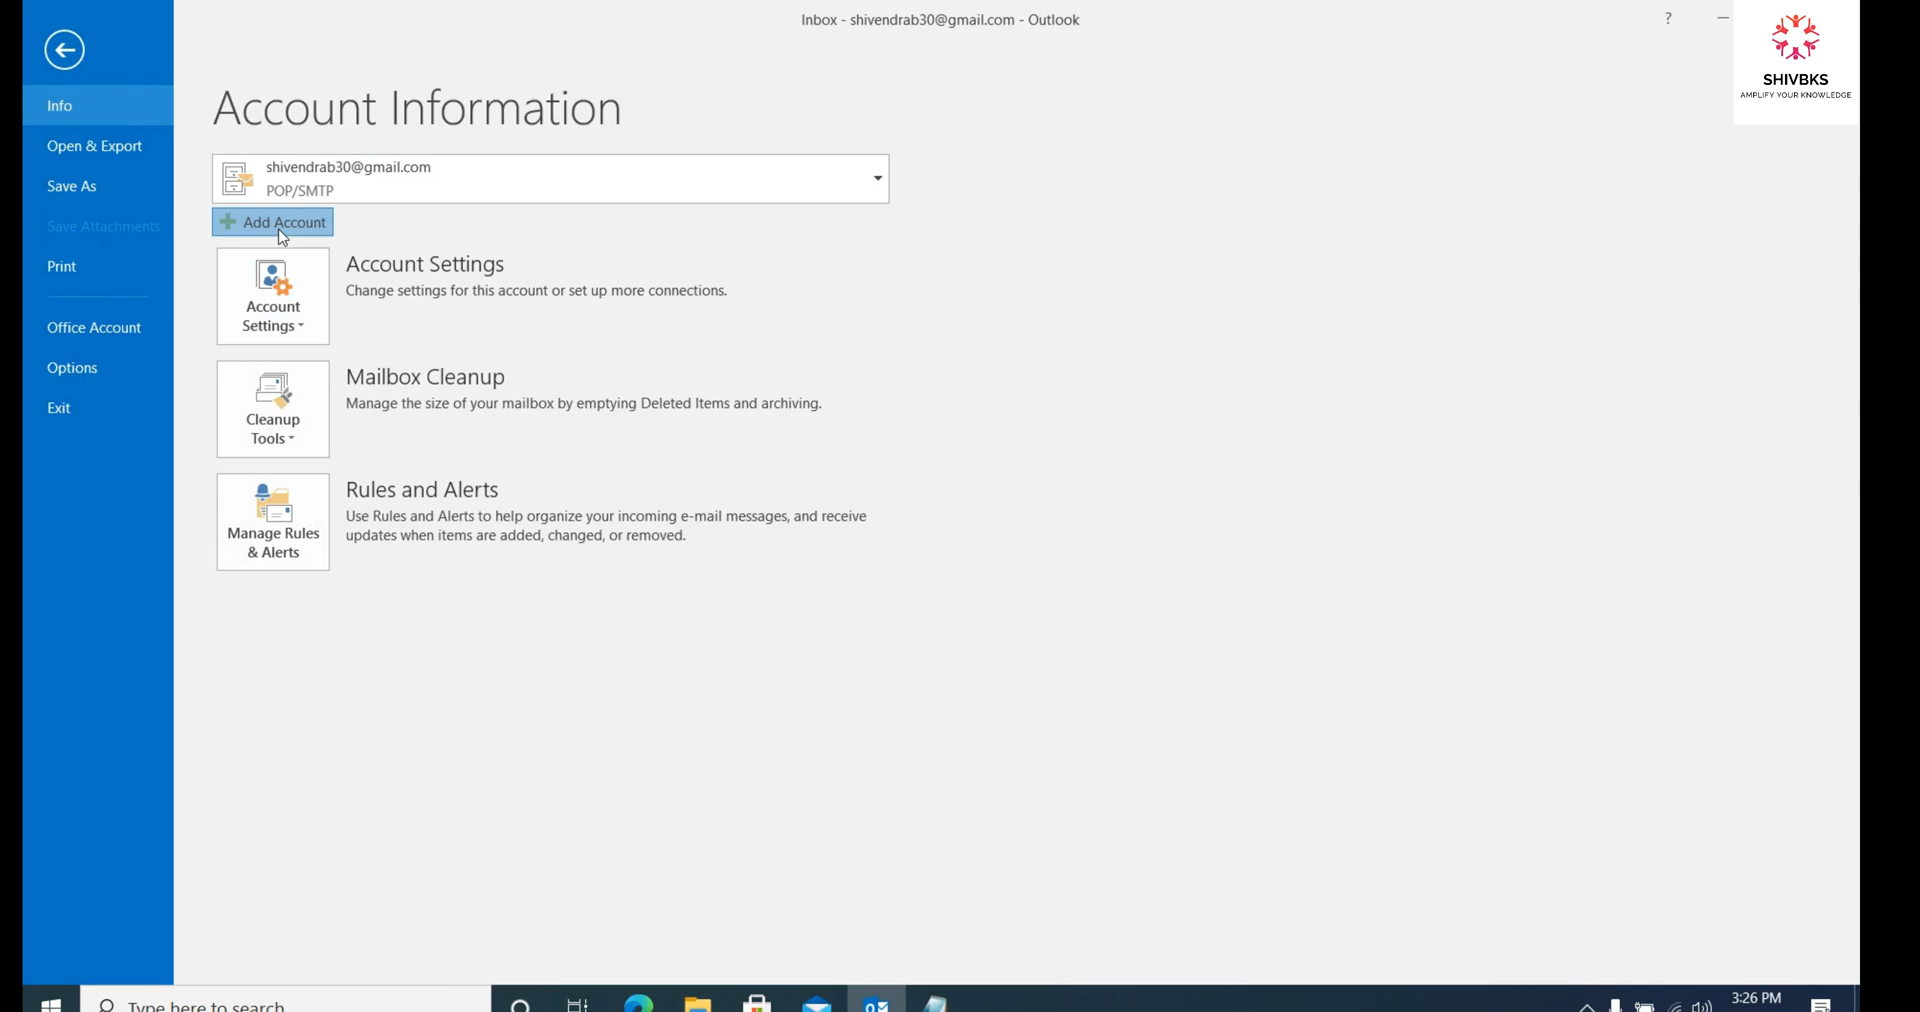 Inbox - shivendrab30@gmail.com - Outlook
?
SHIVBKS
AMPLIFY YOUR KNOWLEDGE
Info
Open & Export
Save As
Save Attachments
Print
Office Account
Options
Exit
Account Information
shivendrab30@gmail.com
POP/SMTP
Add Account
Account
Settings
Account Settings
Change settings for this account or set up more connections.
Cleanup
Tools
Mailbox Cleanup
Manage the size of your mailbox by emptying Deleted Items and archiving.
Manage Rules
& Alerts
Rules and Alerts
Use Rules and Alerts to help organize your incoming e-mail messages, and receive
updates when items are added, changed, or removed.
Type here to search
3:26 PM